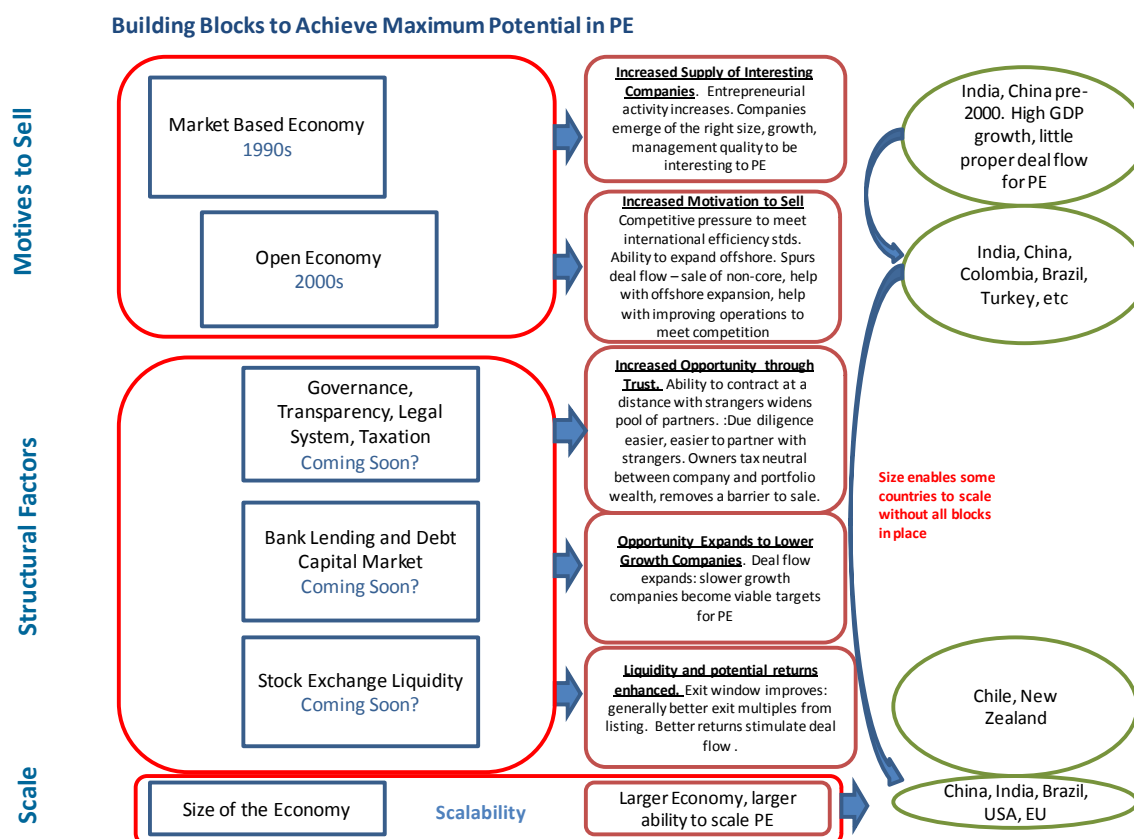 Building Blocks to Achieve Maximum Potential in PE
Motives to Sell
Market Based Economy
1990s
Increased Supply of Interesting
Companies. Entrepreneurial
activity increases. Companies
emerge of the right size, growth,
management quality to be
interesting to PE
India, China pre-
2000. High GDP
growth, little
proper deal flow
for PE
Open Economy
2000s
Increased Motivation to Sell
Competitive pressure to meet
international efficiency stds.
Ability to expand offshore. Spurs
deal flow – sale of non-core, help
with offshore expansion, help
with improving operations to
meet competition
India, China,
Colombia, Brazil,
Turkey, etc
Structural Factors
Governance,
Transparency, Legal
System, Taxation
Coming Soon?
Increased Opportunity through
Trust. Ability to contract at a
distance with strangers widens
pool of partners. :Due diligence
easier, easier to partner with
strangers. Owners tax neutral
between company and portfolio
wealth, removes a barrier to sale.
Size enables some
countries to scale
without all blocks
in place
Bank Lending and Debt
Capital Market
Coming Soon?
Opportunity Expands to Lower
Growth Companies. Deal flow
expands: slower growth
companies become viable targets
for PE
Stock Exchange Liquidity
Coming Soon?
Liquidity and potential returns
enhanced. Exit window improves:
generally better exit multiples from
listing. Better returns stimulate deal
flow .
Chile, New
Zealand
Scale
Size of the Economy
Scalability
Larger Economy, larger
ability to scale PE
China, India, Brazil,
USA, EU